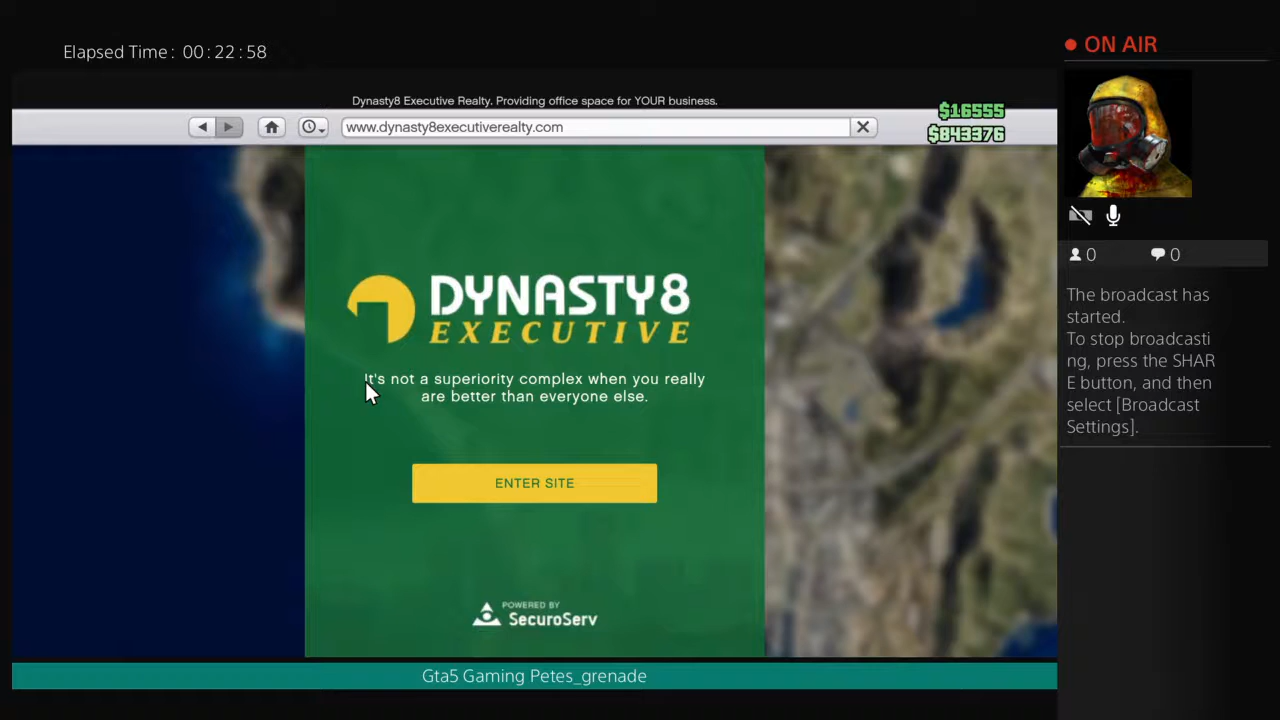 Elapsed Time: 00:22:58
ON AIR
Dynasty8 Executive Realty. Providing office space for YOUR business.
www.dynasty8executiverealty.com
$16555
$843376
DYNASTY8
EXECUTIVE
It's not a superiority complex when you really
are better than everyone else.
ENTER SITE
POWERED BY
SecuroServ
0
0
The broadcast has
started.
To stop broadcasti
ng, press the SHAR
E button, and then
select [Broadcast
Settings].
Gta5 Gaming Petes_grenade